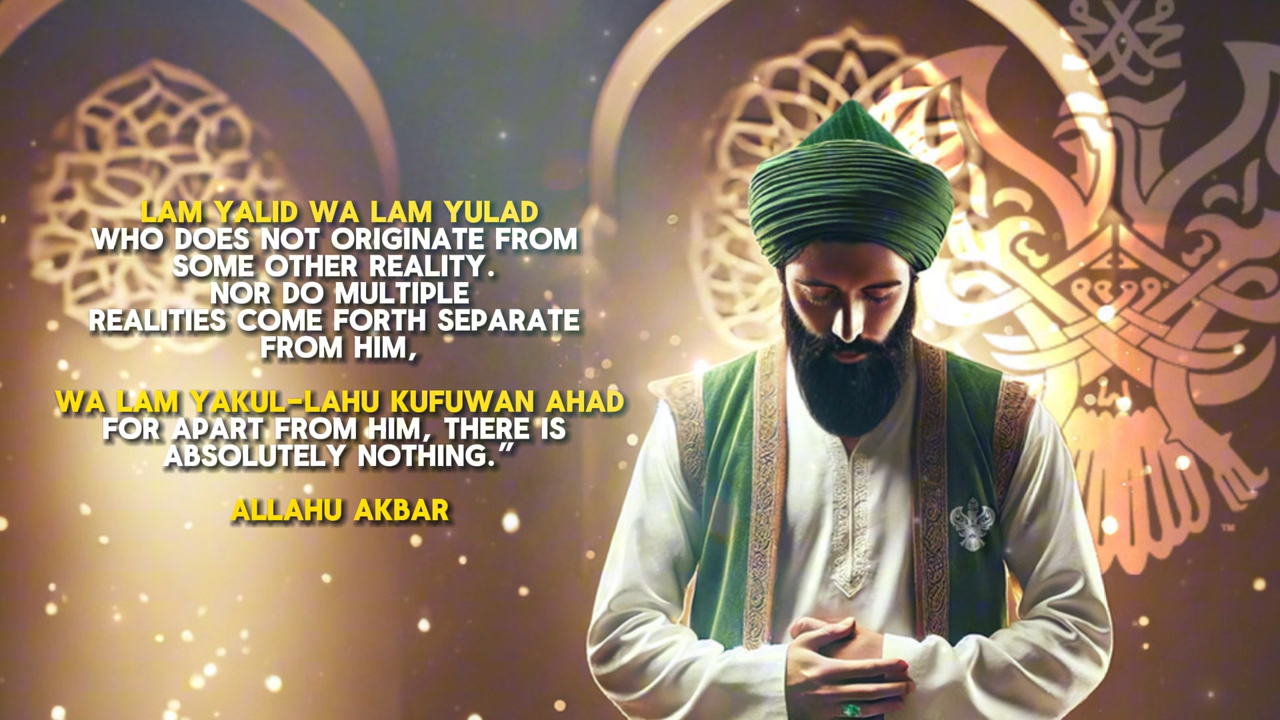 LAM YALID WA LAM YULAD
WHO DOES NOT ORIGINATE FROM
SOME OTHER REALITY.
NOR DO MULTIPLE
REALITIES COME FORTH SEPARATE
FROM HIM,
WA LAM YAKUL-LAHU KUFUWAN AHAD
FOR APART FROM HIM, THERE IS
ABSOLUTELY NOTHING.”
ALLAHU AKBAR
TM